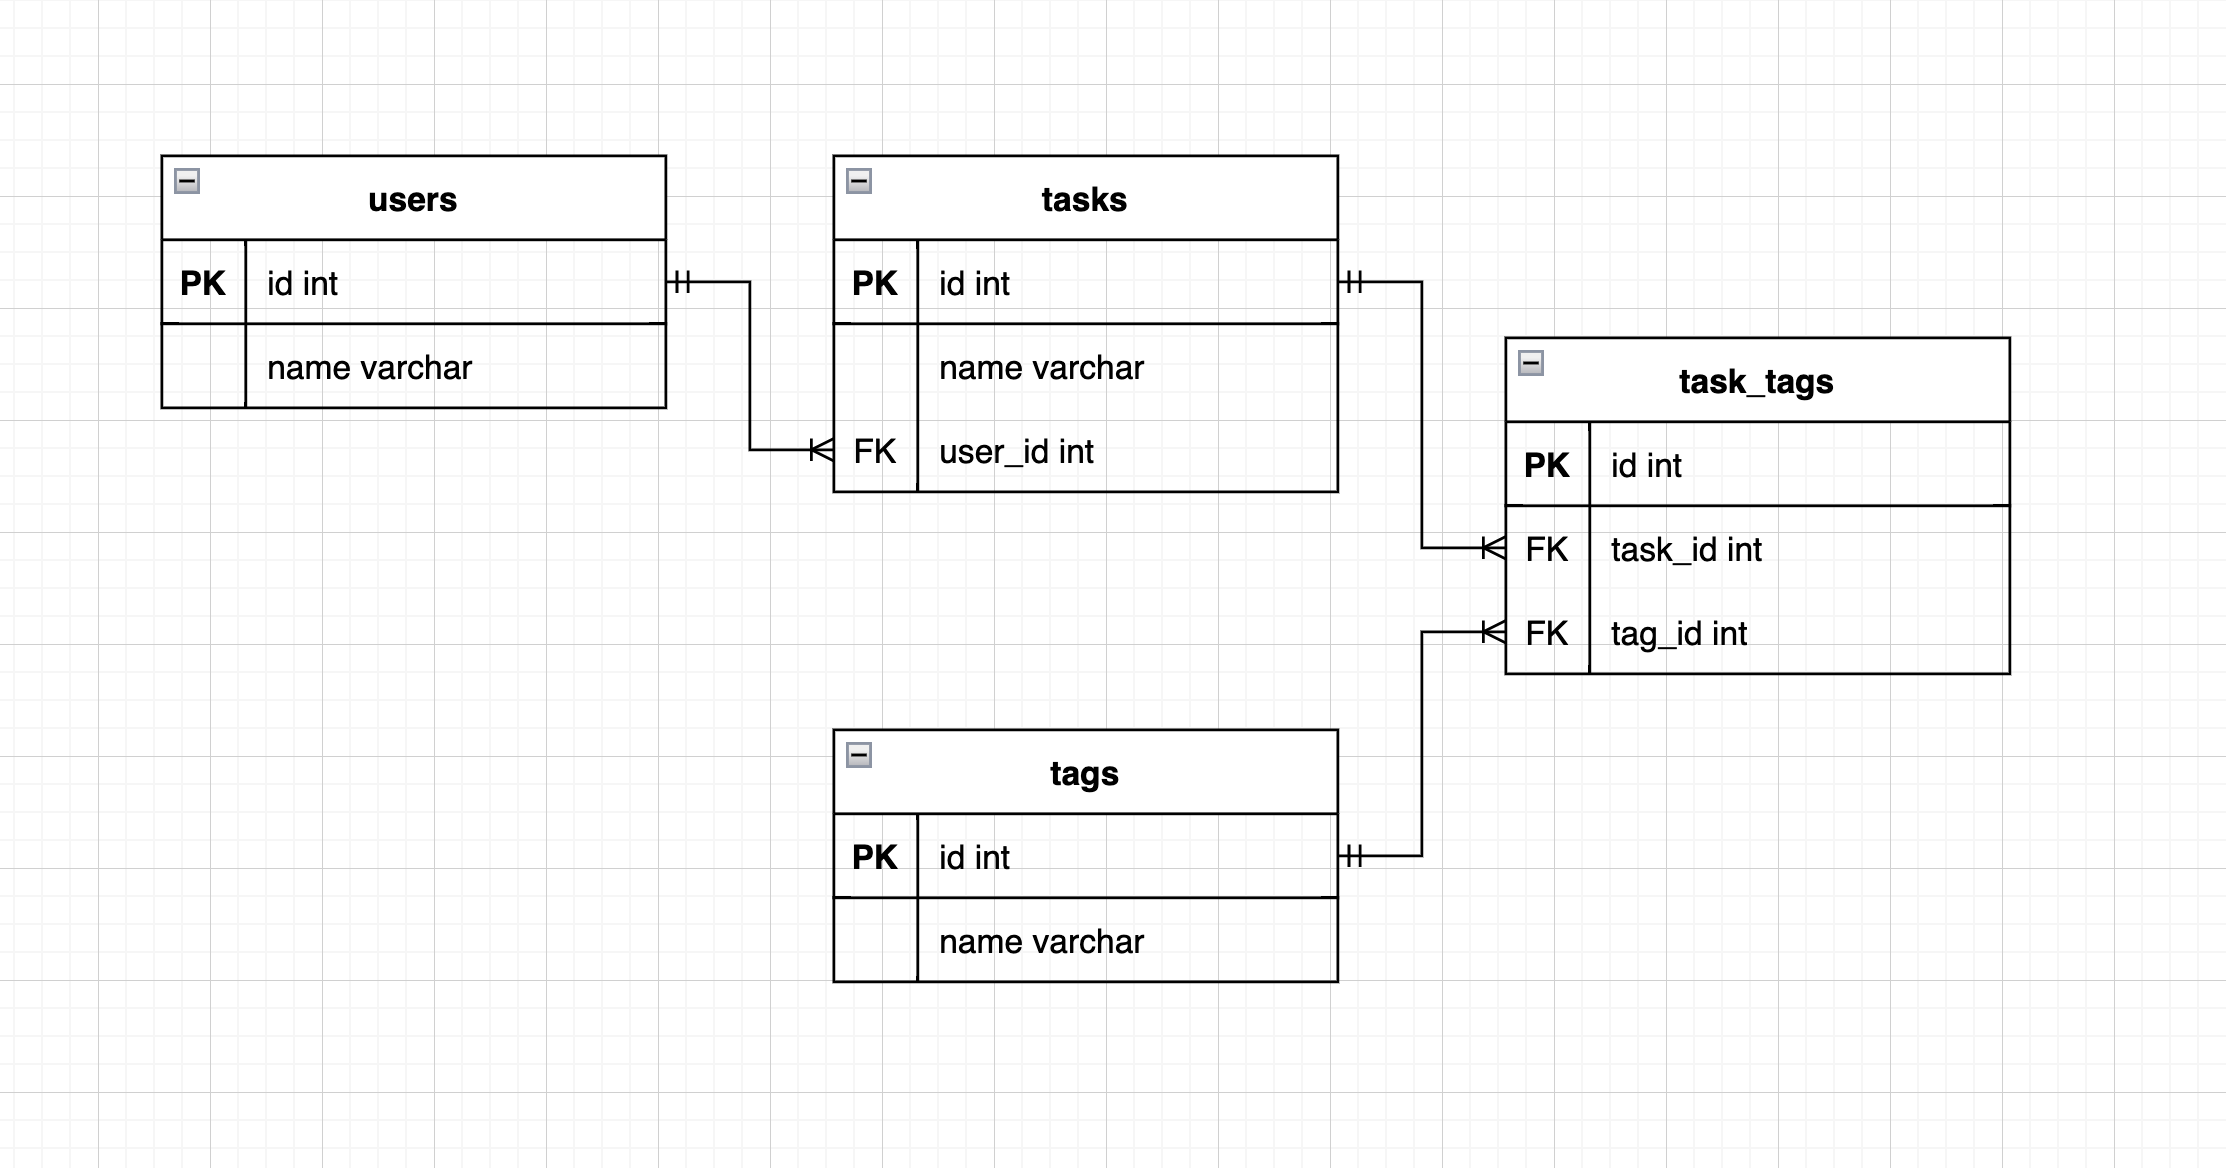 users
PK id int
name varchar
tasks
PK id int
name varchar
FK user_id int
task_tags
PK id int
FK task_id int
FK tag_id int
tags
PK id int
name varchar